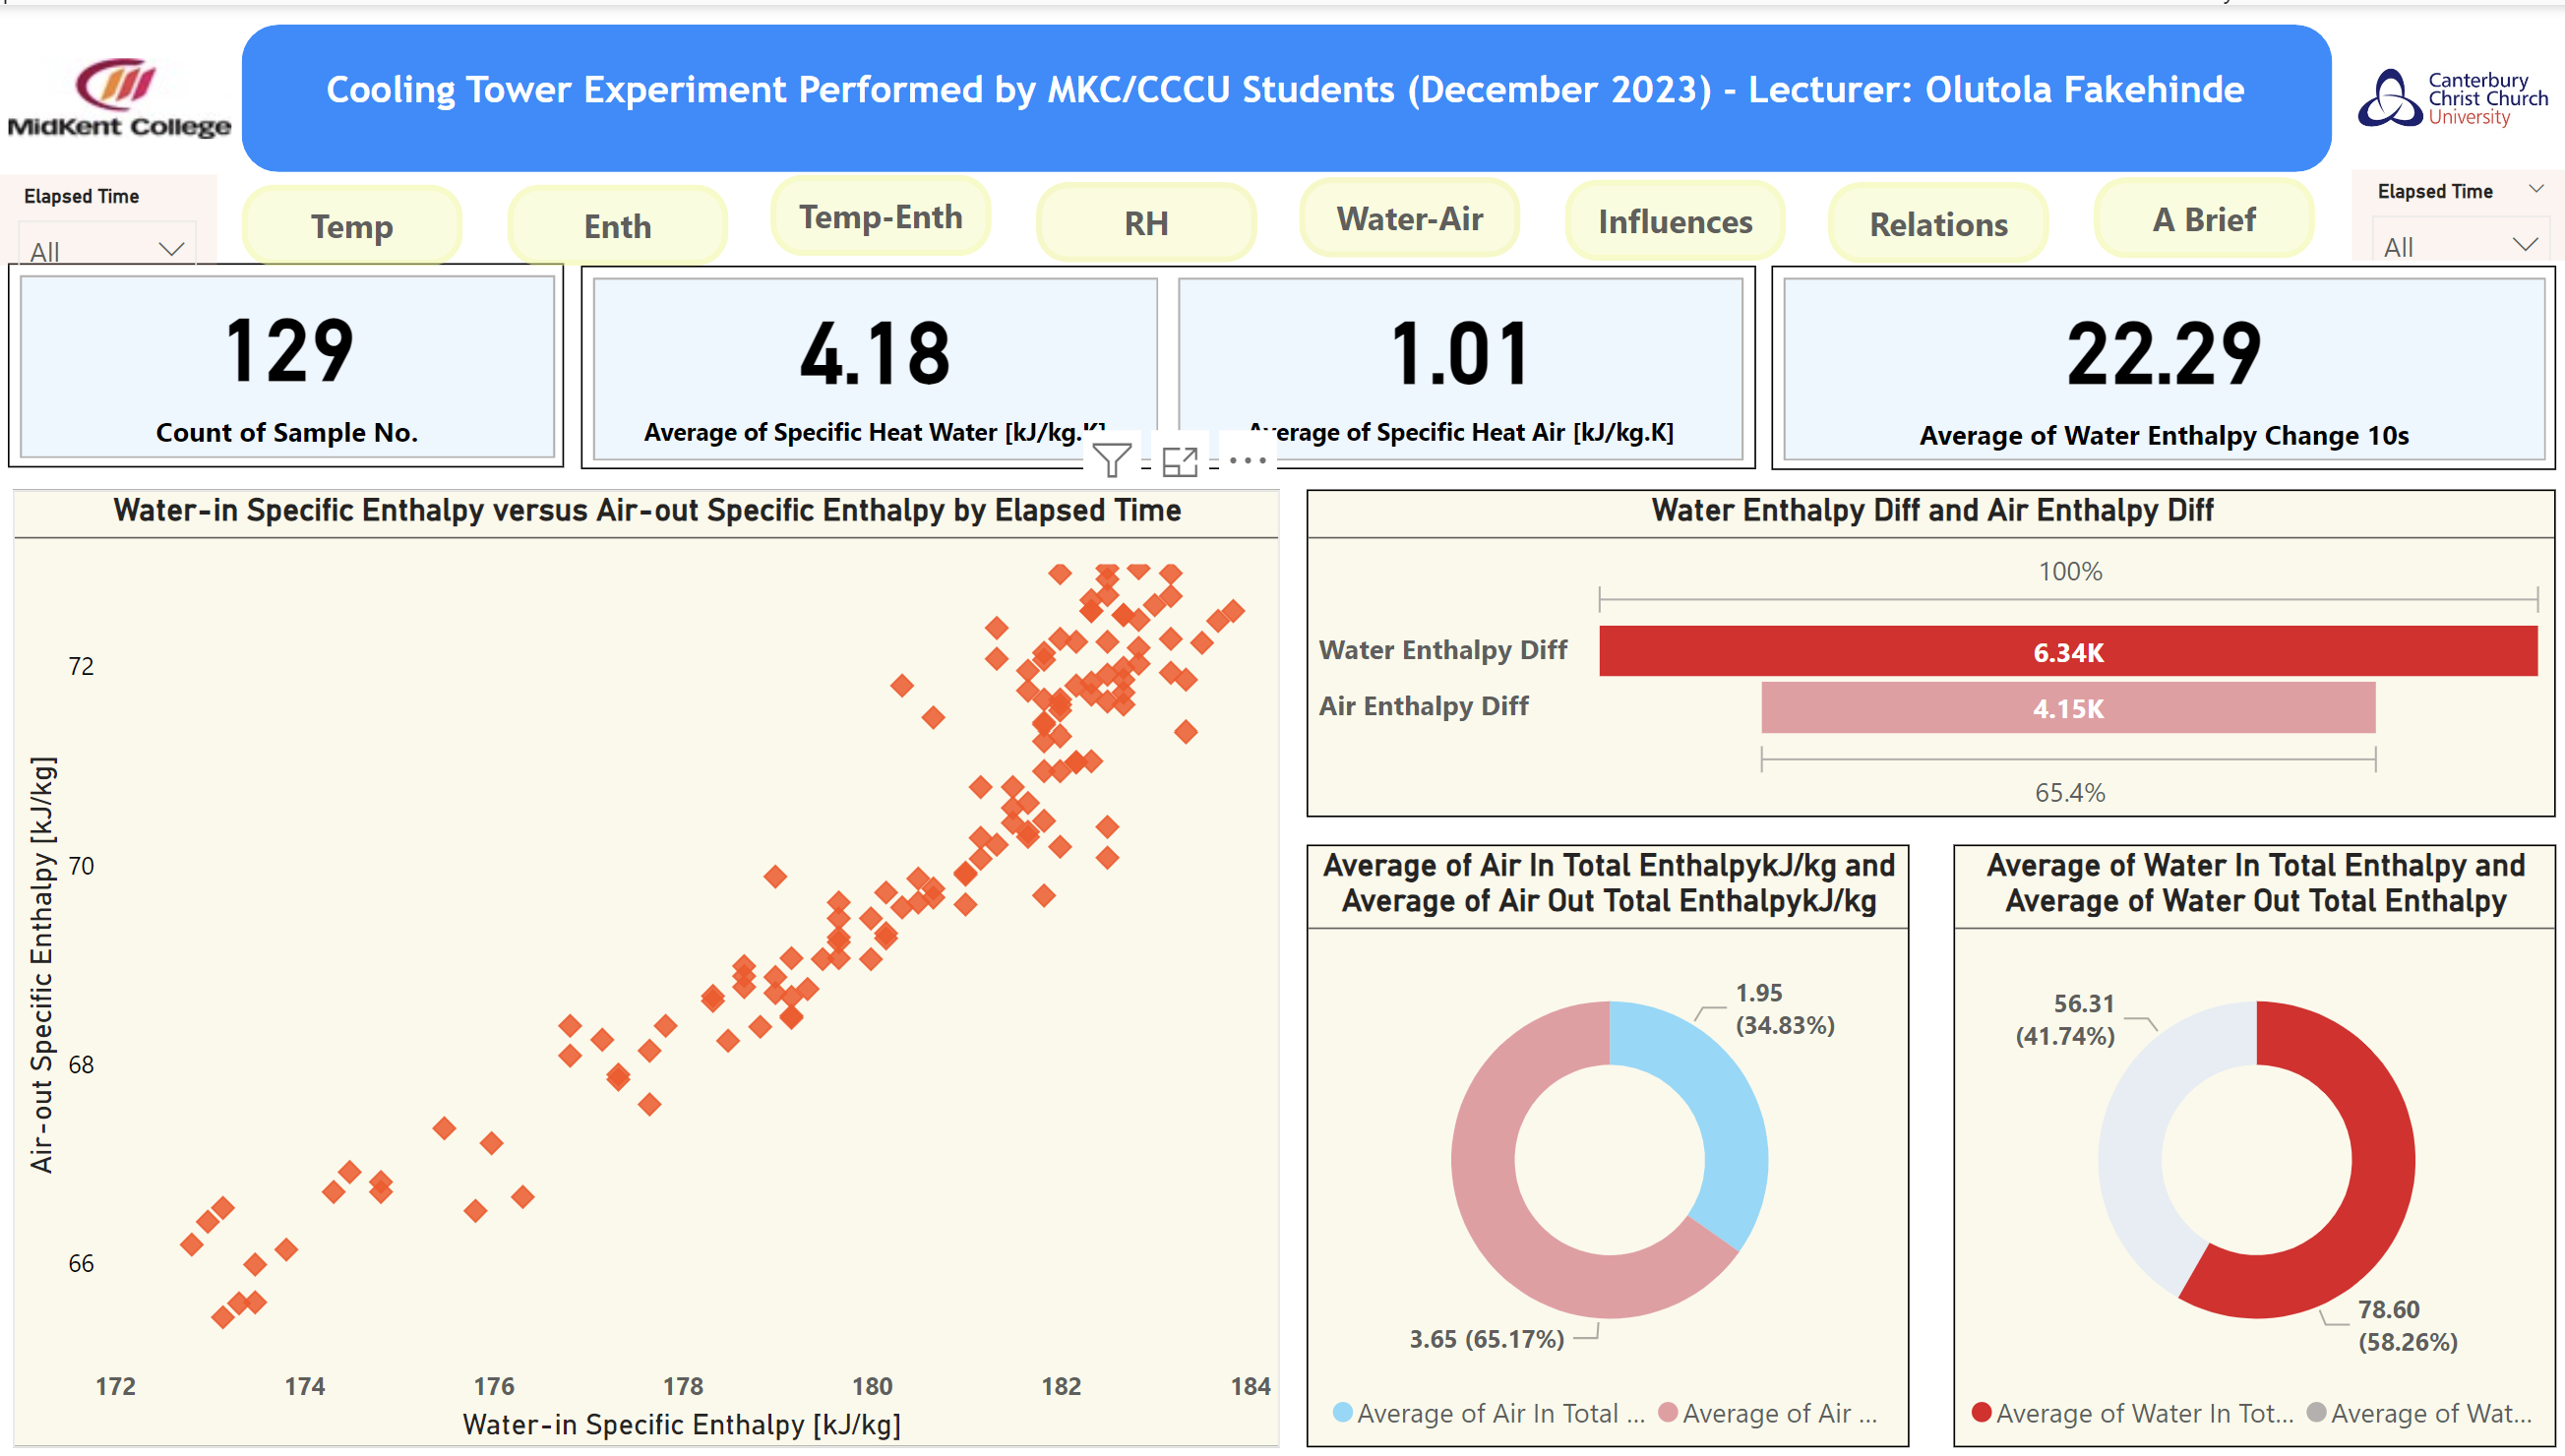 MidKent College
Cooling Tower Experiment Performed by MKC/CCCU Students (December 2023) - Lecturer: Olutola Fakehinde
Canterbury
Christ Church
University
Elapsed Time
All
Temp
Enth
Temp-Enth
RH
Water-Air
Influences
Relations
A Brief
Elapsed Time
All
129
Count of Sample No.
4.18
Average of Specific Heat Water [kJ/kg.K]
1.01
Average of Specific Heat Air [kJ/kg.K]
22.29
Average of Water Enthalpy Change 10s
Water-in Specific Enthalpy versus Air-out Specific Enthalpy by Elapsed Time
Air-out Specific Enthalpy [kJ/kg]
72
70
68
66
172 174 176 178 180 182 184
Water-in Specific Enthalpy [kJ/kg]
Water Enthalpy Diff and Air Enthalpy Diff
100%
Water Enthalpy Diff 6.34K
Air Enthalpy Diff 4.15K
65.4%
Average of Air In Total EnthalpykJ/kg and
Average of Air Out Total EnthalpykJ/kg
1.95
(34.83%)
3.65 (65.17%)
Average of Air In Total ... Average of Air ...
Average of Water In Total Enthalpy and
Average of Water Out Total Enthalpy
56.31
(41.74%)
78.60
(58.26%)
Average of Water In Tot... Average of Wat...